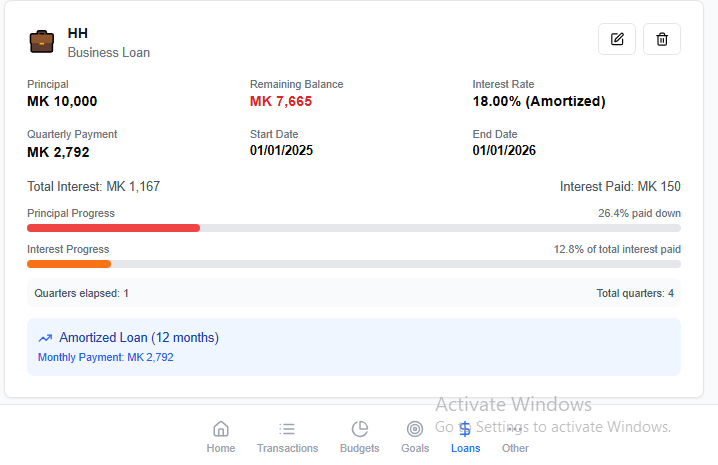 HH
Business Loan
Principal
MK 10,000
Remaining Balance
MK 7,665
Interest Rate
18.00% (Amortized)
Quarterly Payment
MK 2,792
Start Date
01/01/2025
End Date
01/01/2026
Total Interest: MK 1,167
Interest Paid: MK 150
Principal Progress
26.4% paid down
Interest Progress
12.8% of total interest paid
Quarters elapsed: 1
Total quarters: 4
Amortized Loan (12 months)
Monthly Payment: MK 2,792
Activate Windows
Go to Settings to activate Windows.
Home
Transactions
Budgets
Goals
Loans
Other